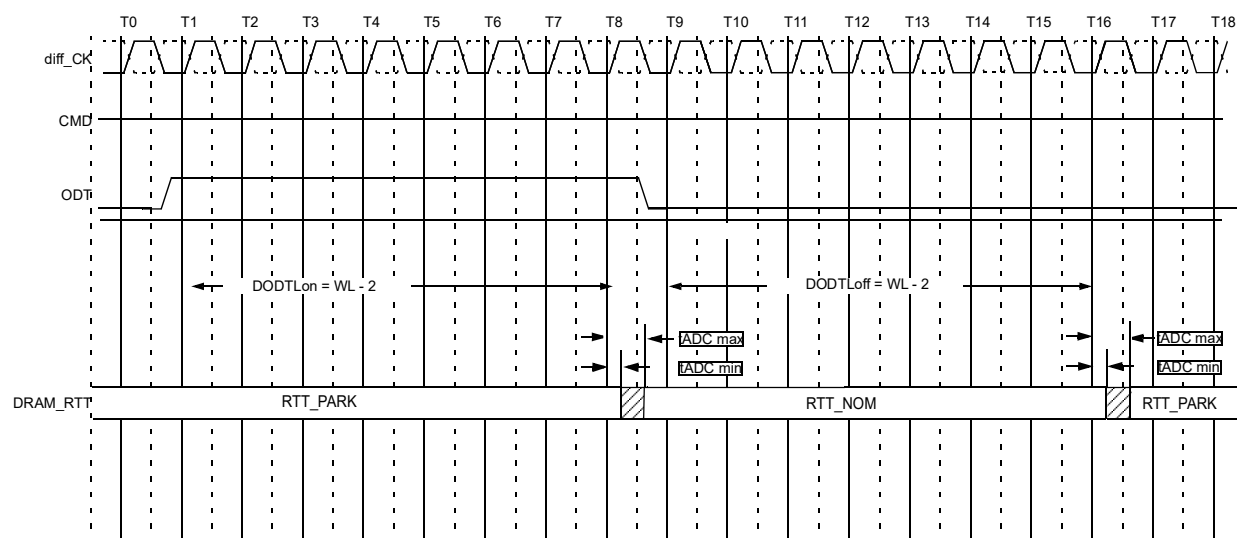 T0 T1 T2 T3 T4 T5 T6 T7 T8 T9 T10 T11 T12 T13 T14 T15 T16 T17 T18
diff_CK
CMD
ODT
DODTLon = WL - 2 DODTLoff = WL - 2
tADC max tADC max
tADC min tADC min
DRAM_RTT RTT_PARK RTT_NOM RTT_PARK